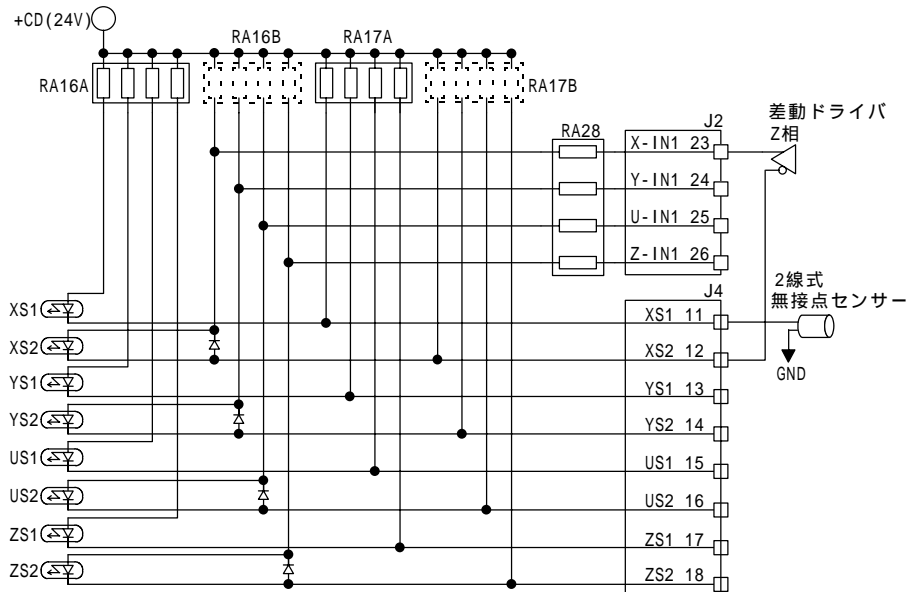 +CD(24V)
RA16B
RA17A
RA16A
RA17B
差動ドライバ
Z相
RA28
J2
X-IN1 23
Y-IN1 24
U-IN1 25
Z-IN1 26
2線式
無接点センサー
J4
XS1
XS1 11
XS2
XS2 12
GND
YS1
YS1 13
YS2
YS2 14
US1
US1 15
US2
US2 16
ZS1
ZS1 17
ZS2
ZS2 18